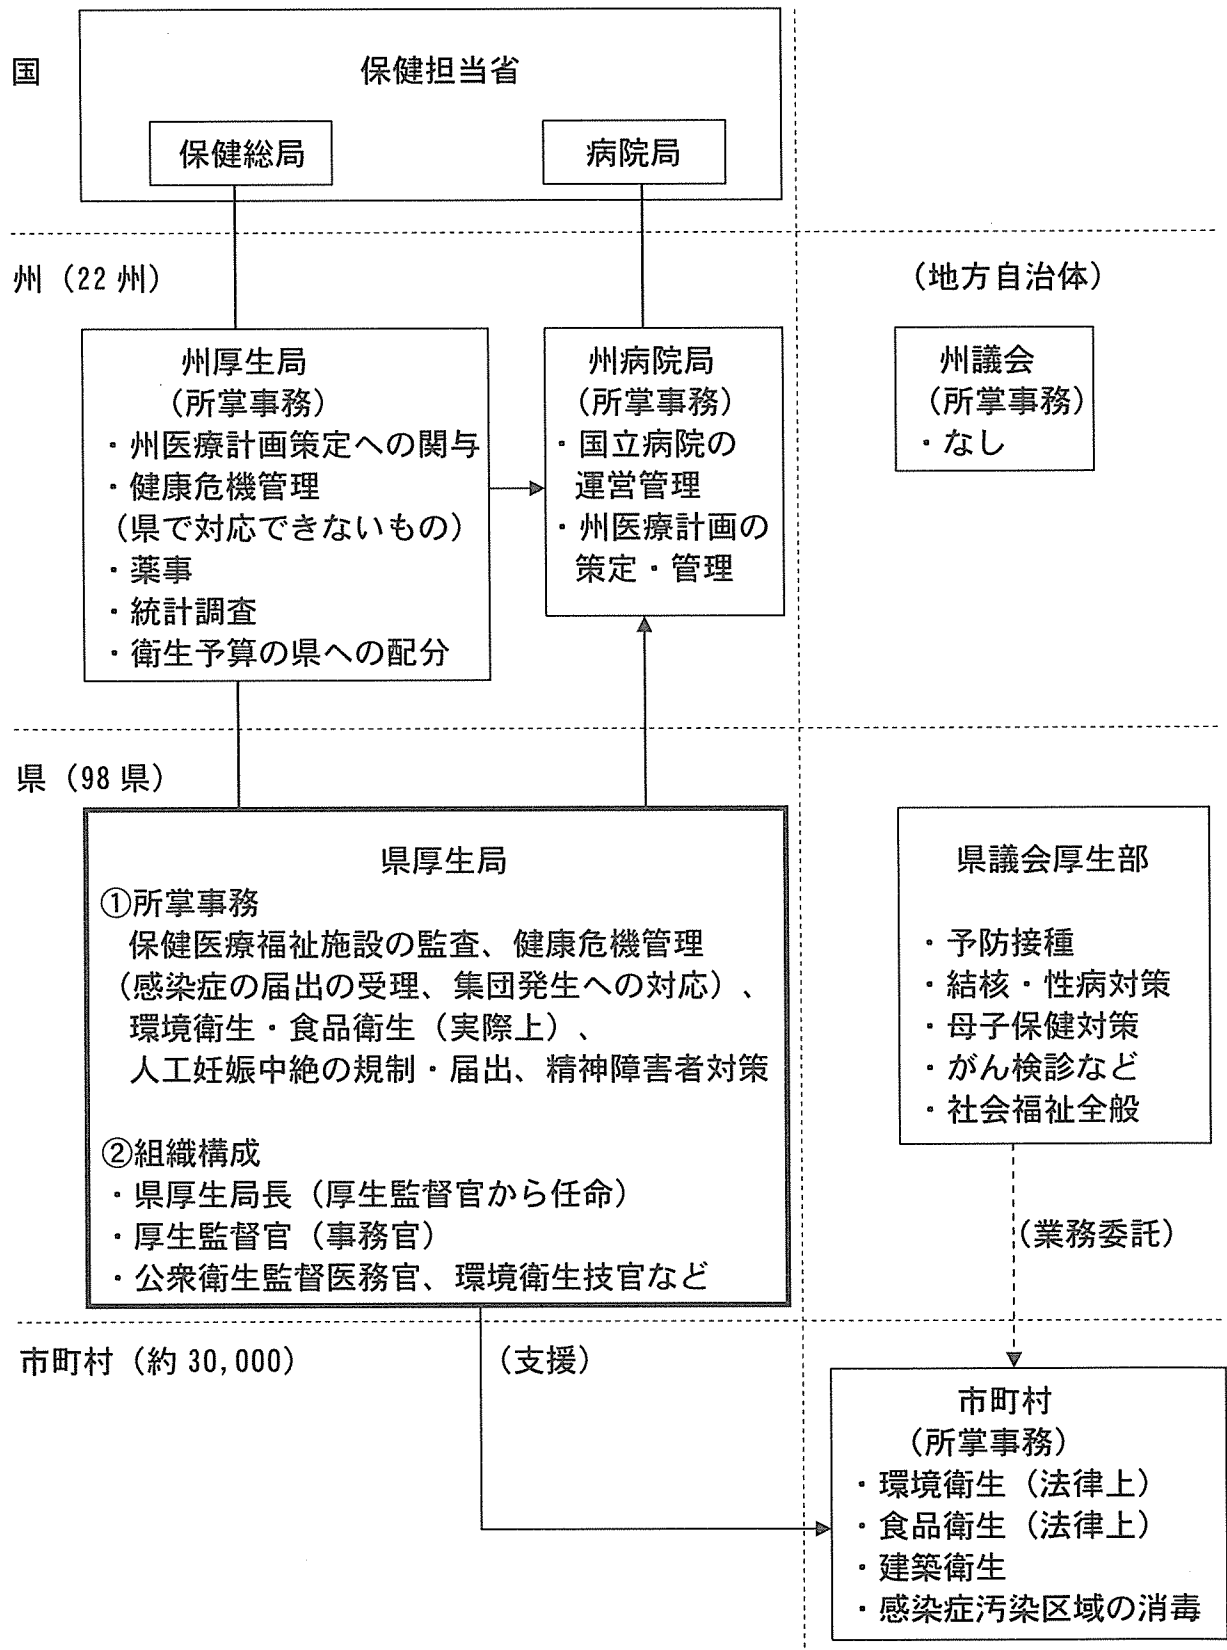 国
保健担当省
保健総局
病院局
州（22州）
（地方自治体）
州厚生局
（所掌事務）
・州医療計画策定への関与
・健康危機管理
（県で対応できないもの）
・薬事
・統計調査
・衛生予算の県への配分
州病院局
（所掌事務）
・国立病院の
運営管理
・州医療計画の
策定・管理
州議会
（所掌事務）
・なし
県（98県）
県厚生局
①所掌事務
保健医療福祉施設の監査、健康危機管理
（感染症の届出の受理、集団発生への対応）、
環境衛生・食品衛生（実際上）、
人工妊娠中絶の規制・届出、精神障害者対策
②組織構成
・県厚生局長（厚生監督官から任命）
・厚生監督官（事務官）
・公衆衛生監督医務官、環境衛生技官など
県議会厚生部
・予防接種
・結核・性病対策
・母子保健対策
・がん検診など
・社会福祉全般
（業務委託）
市町村（約30,000）
（支援）
市町村
（所掌事務）
・環境衛生（法律上）
・食品衛生（法律上）
・建築衛生
・感染症汚染区域の消毒